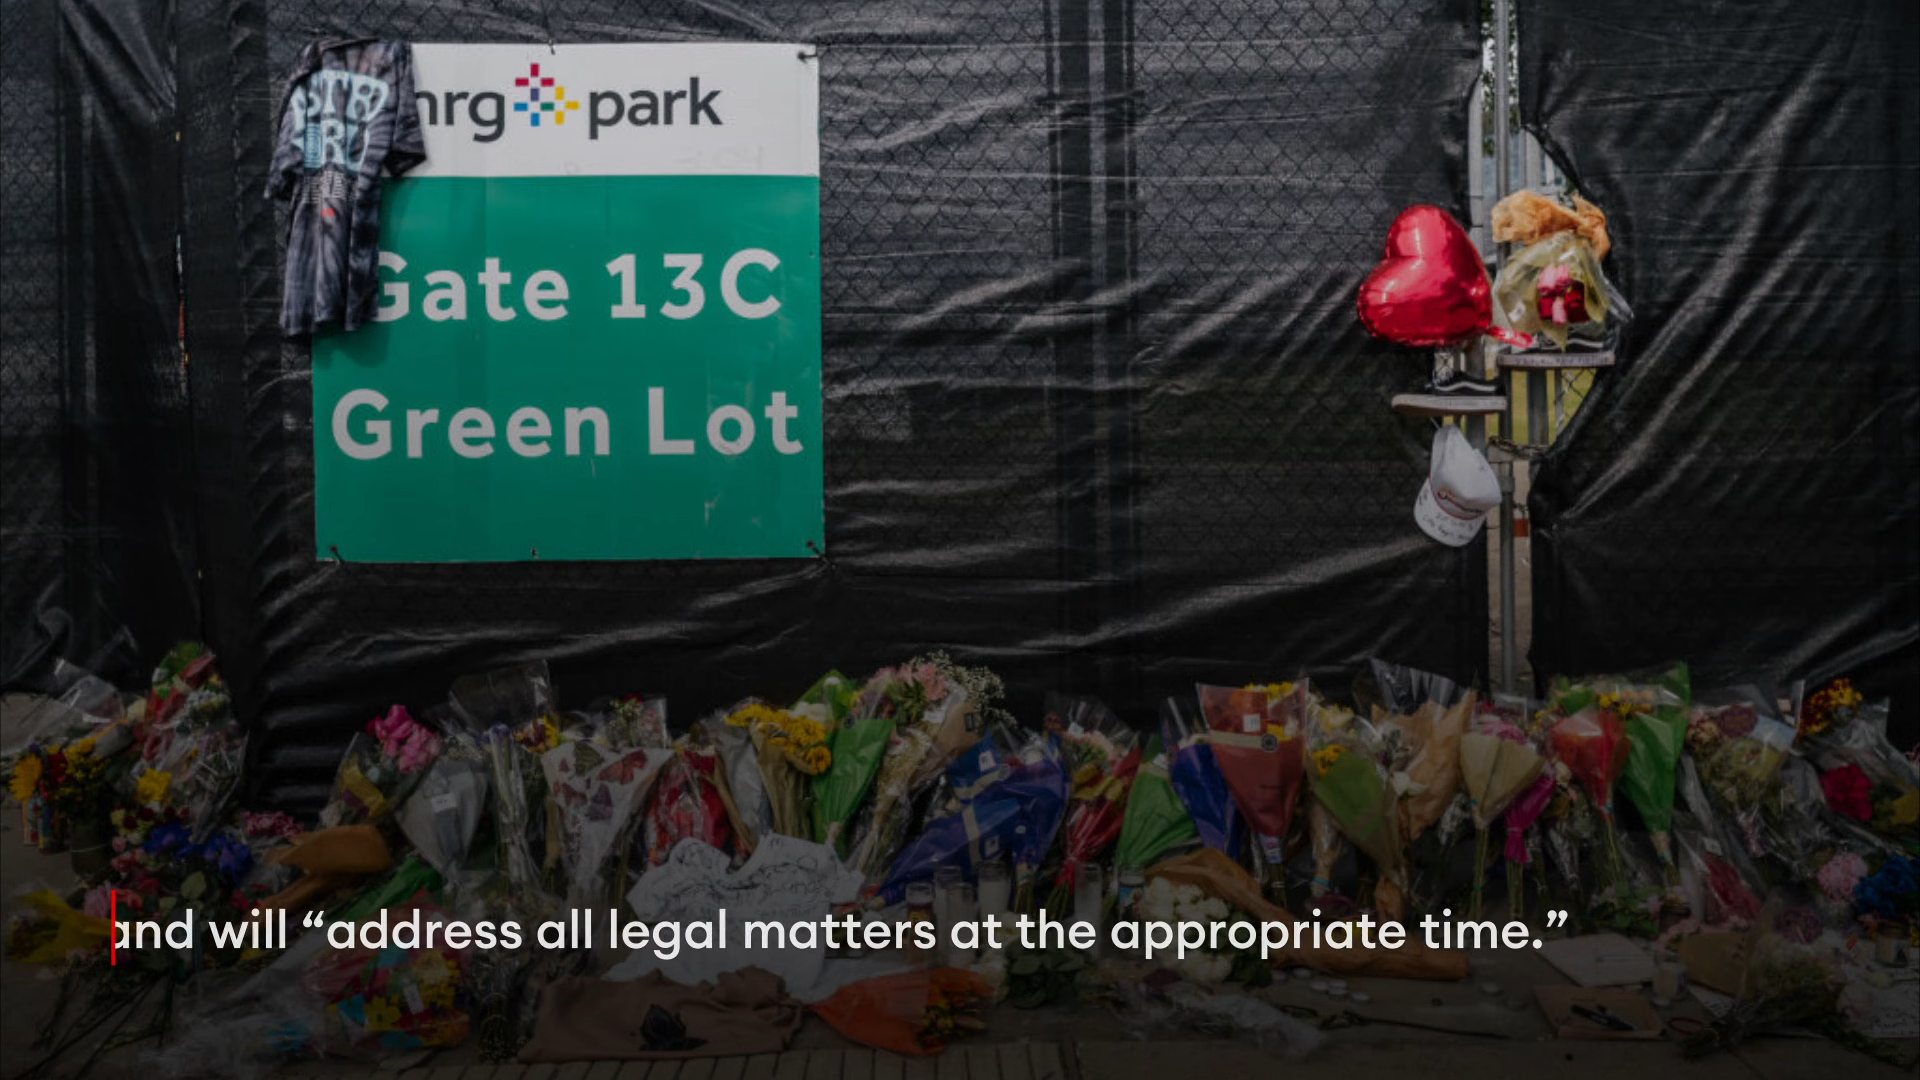 nrg park
Gate 13C
Green Lot
and will “address all legal matters at the appropriate time.”